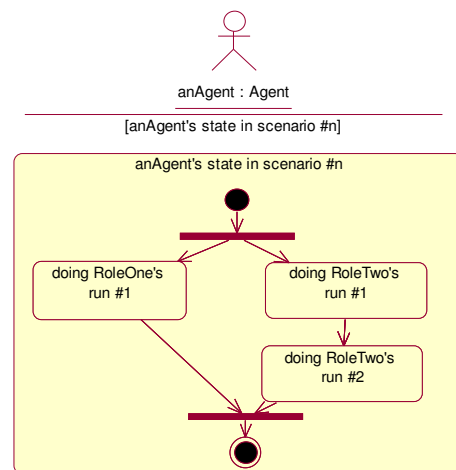 anAgent : Agent
[anAgent's state in scenario #n]
anAgent's state in scenario #n
doing RoleOne's
run #1
doing RoleTwo's
run #1
doing RoleTwo's
run #2